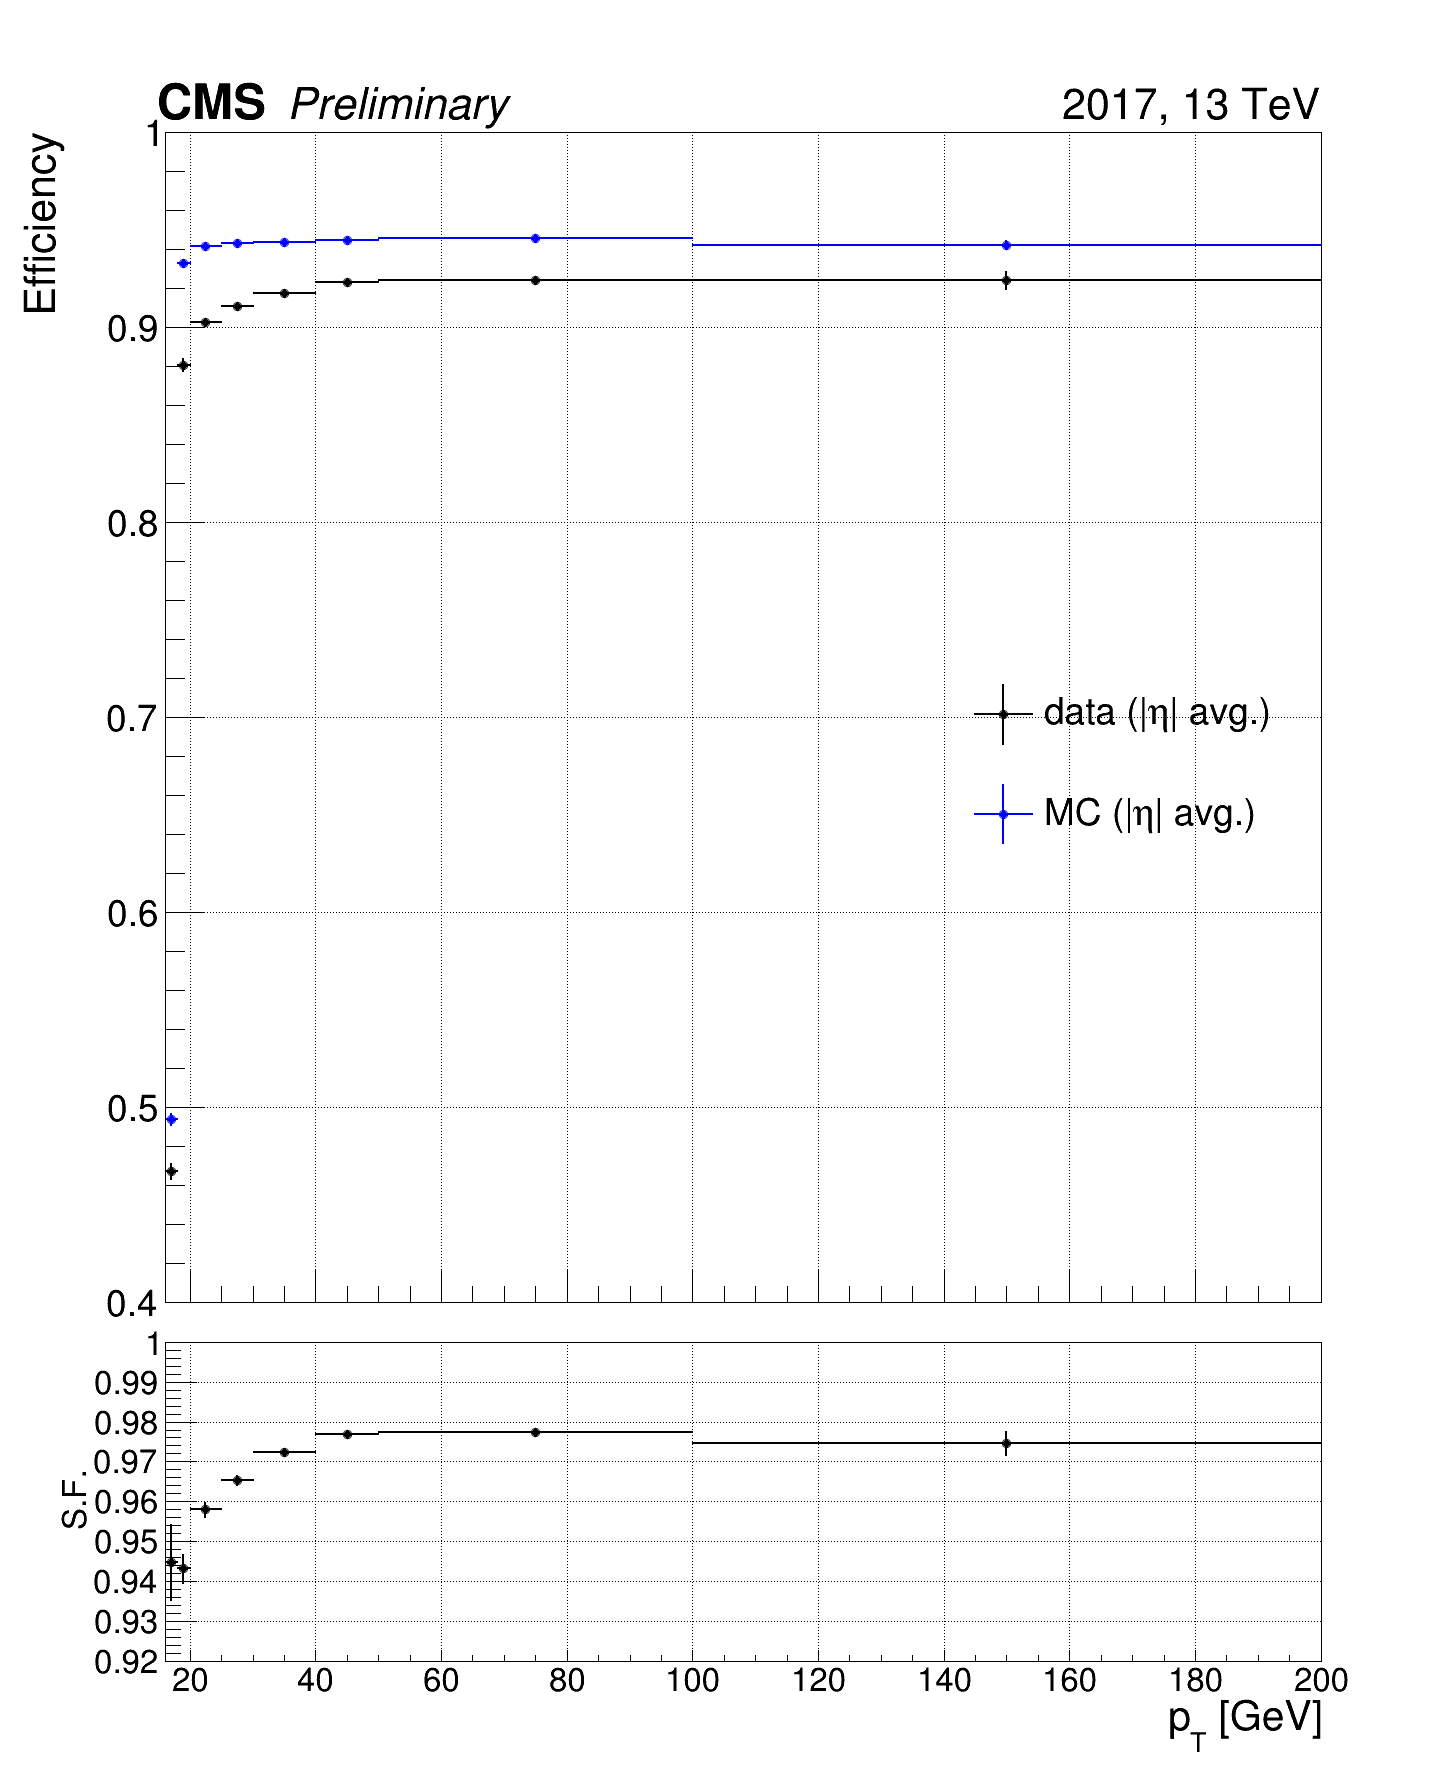 CMS Preliminary 2017, 13 TeV
Efficiency
1
0.9
0.8
0.7
0.6
0.5
0.4
data (|η| avg.)
MC (|η| avg.)
S.F.
1
0.99
0.98
0.97
0.96
0.95
0.94
0.93
0.92
20 40 60 80 100 120 140 160 180 200
pT [GeV]